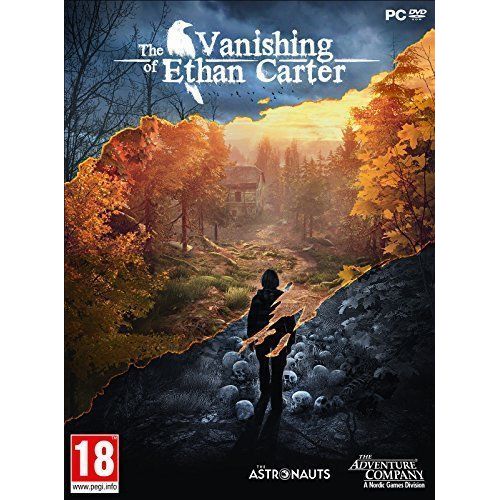 PC DVD ROM
The Vanishing
of Ethan Carter
18
www.pegi.info
THE
ASTRONAUTS
THE
ADVENTURE
COMPANY
A Nordic Games Division